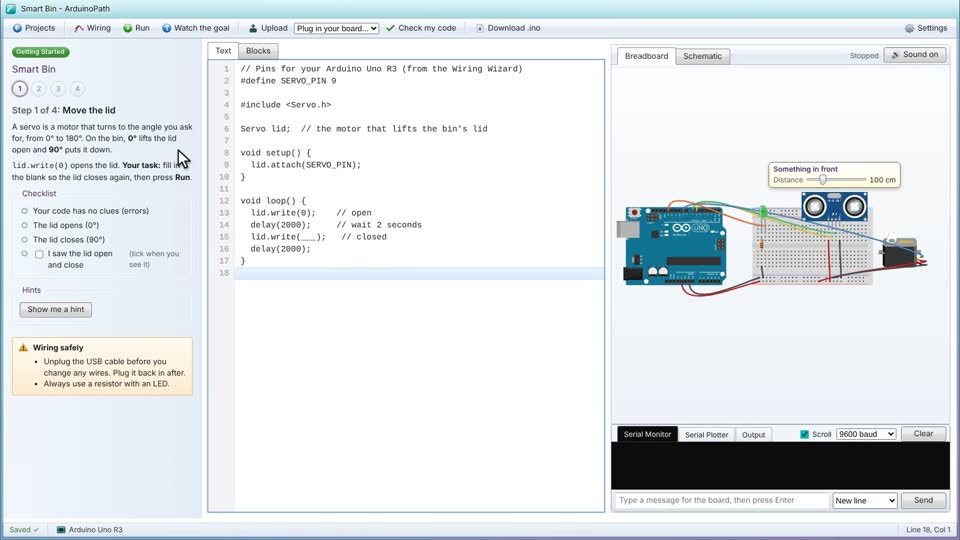 Smart Bin - ArduinoPath
Projects Wiring Run Watch the goal Upload Plug in your board... Check my code Download .ino Settings
Getting Started
Smart Bin
1 2 3 4
Step 1 of 4: Move the lid
A servo is a motor that turns to the angle you ask
for, from 0° to 180°. On the bin, 0° lifts the lid
open and 90° puts it down.
lid.write(0) opens the lid. Your task: fill in
the blank so the lid closes again, then press Run.
Checklist
Your code has no clues (errors)
The lid opens (0°)
The lid closes (90°)
I saw the lid open
and close
(tick when you
see it)
Hints
Show me a hint
Wiring safely
• Unplug the USB cable before you
change any wires. Plug it back in after.
• Always use a resistor with an LED.
Text Blocks
1 // Pins for your Arduino Uno R3 (from the Wiring Wizard)
2 #define SERVO_PIN 9
3
4 #include <Servo.h>
5
6 Servo lid;  // the motor that lifts the bin's lid
7
8 void setup() {
9   lid.attach(SERVO_PIN);
10 }
11
12 void loop() {
13   lid.write(0);    // open
14   delay(2000);     // wait 2 seconds
15   lid.write(___);   // closed
16   delay(2000);
17 }
18
Breadboard Schematic Stopped Sound on
Something in front
Distance 100 cm
UNO
Serial Monitor Serial Plotter Output Scroll 9600 baud Clear
Type a message for the board, then press Enter New line Send
Saved ✓ Arduino Uno R3 Line 18, Col 1